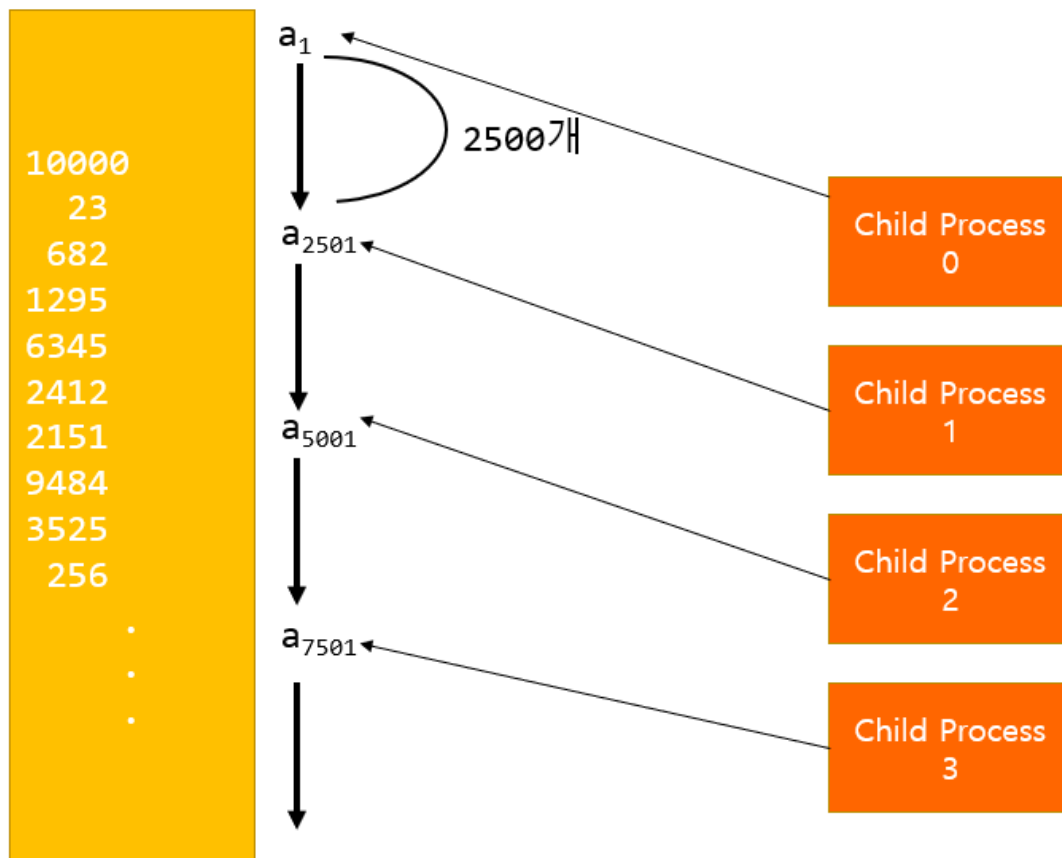 10000
23
682
1295
6345
2412
2151
9484
3525
256
.
.
.
a1
2500개
a2501
a5001
a7501
Child Process
0
Child Process
1
Child Process
2
Child Process
3